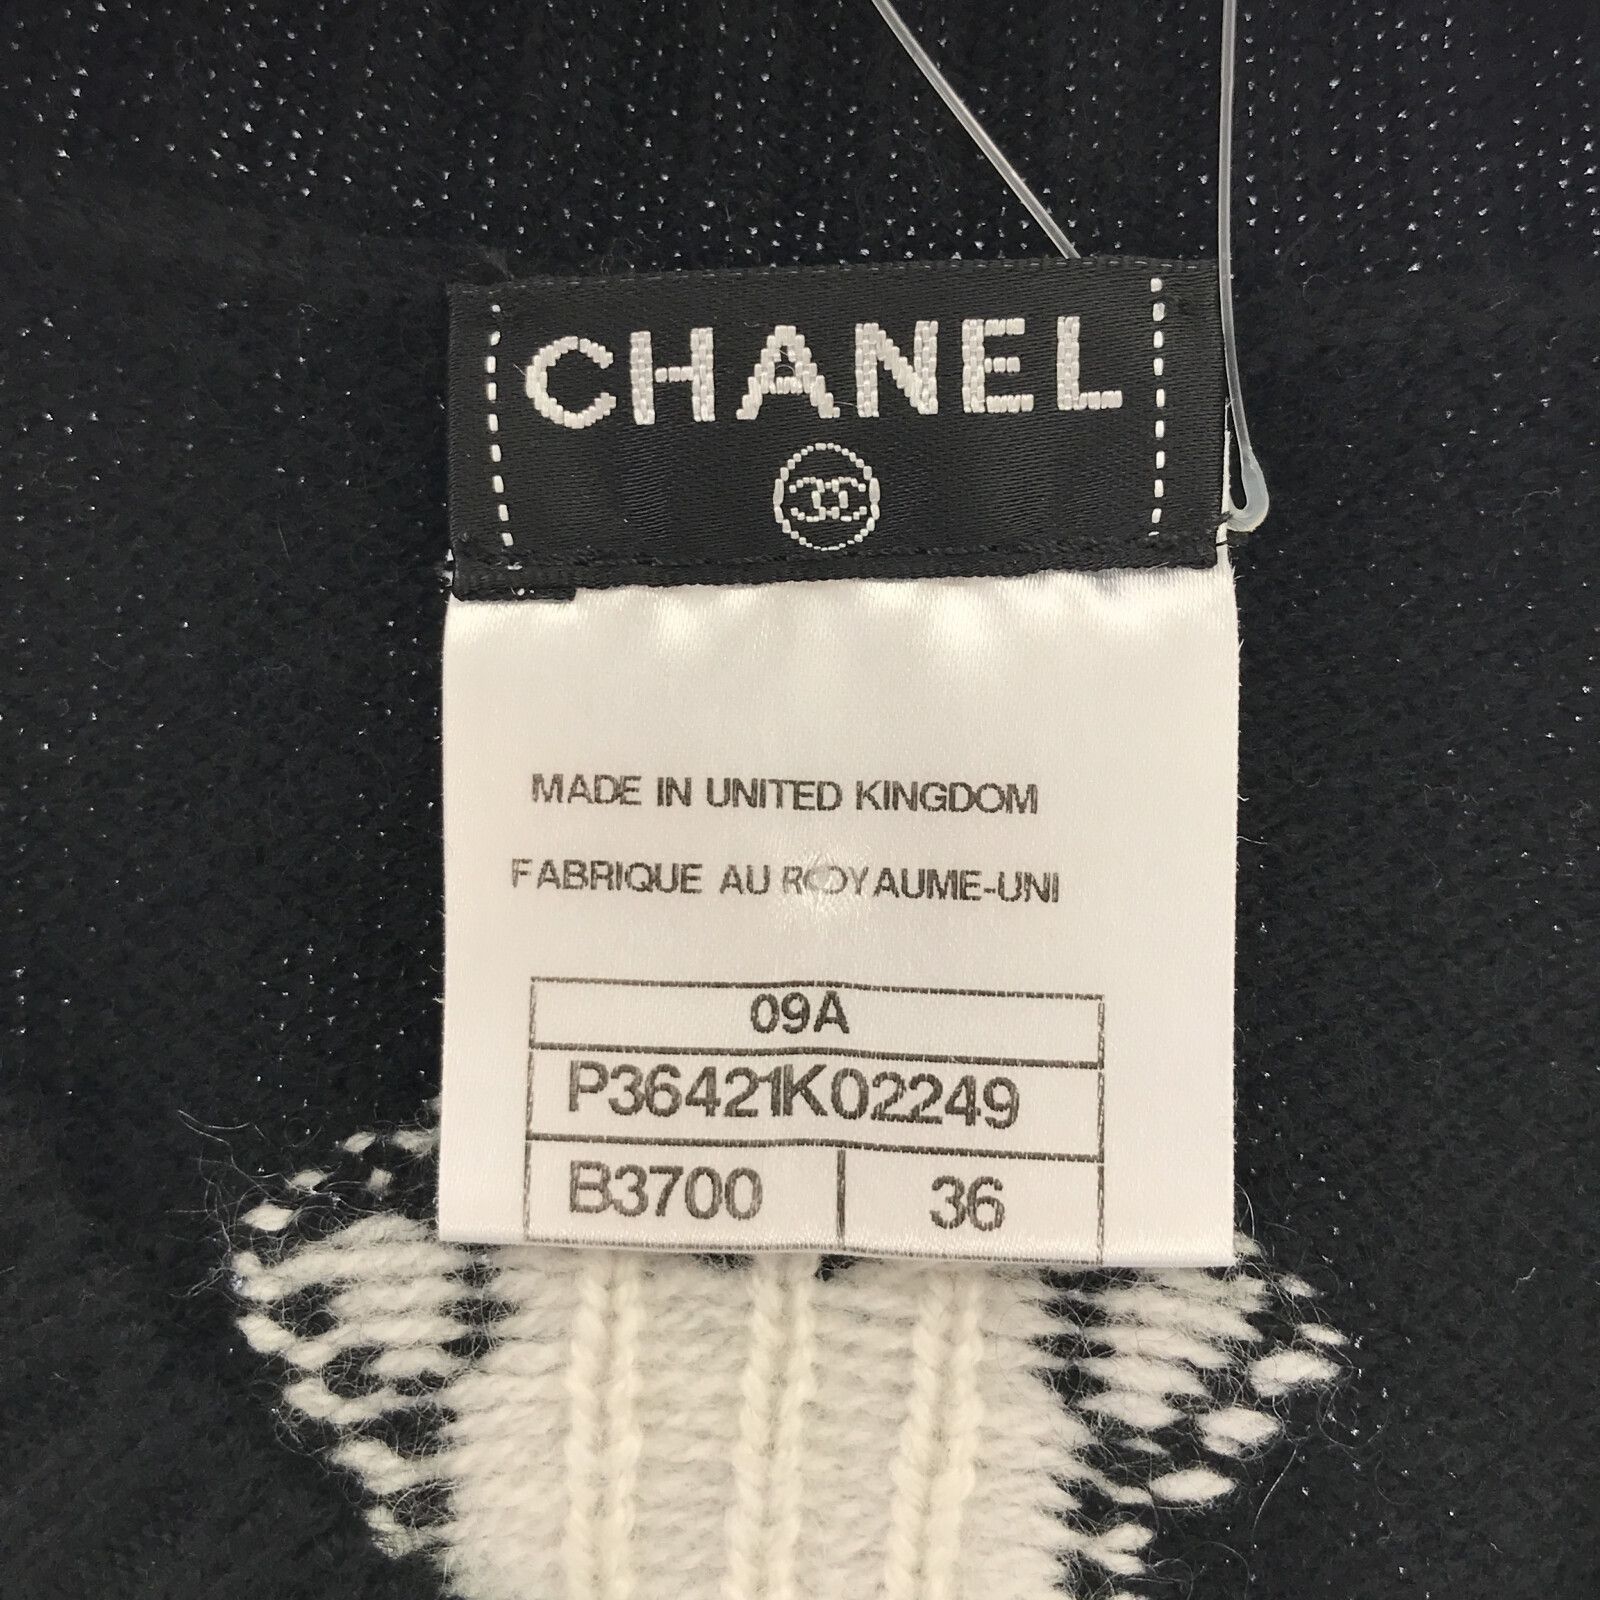 CHANEL
MADE IN UNITED KINGDOM
FABRIQUE AU ROYAUME-UNI
09A
P36421K02249
B3700 36